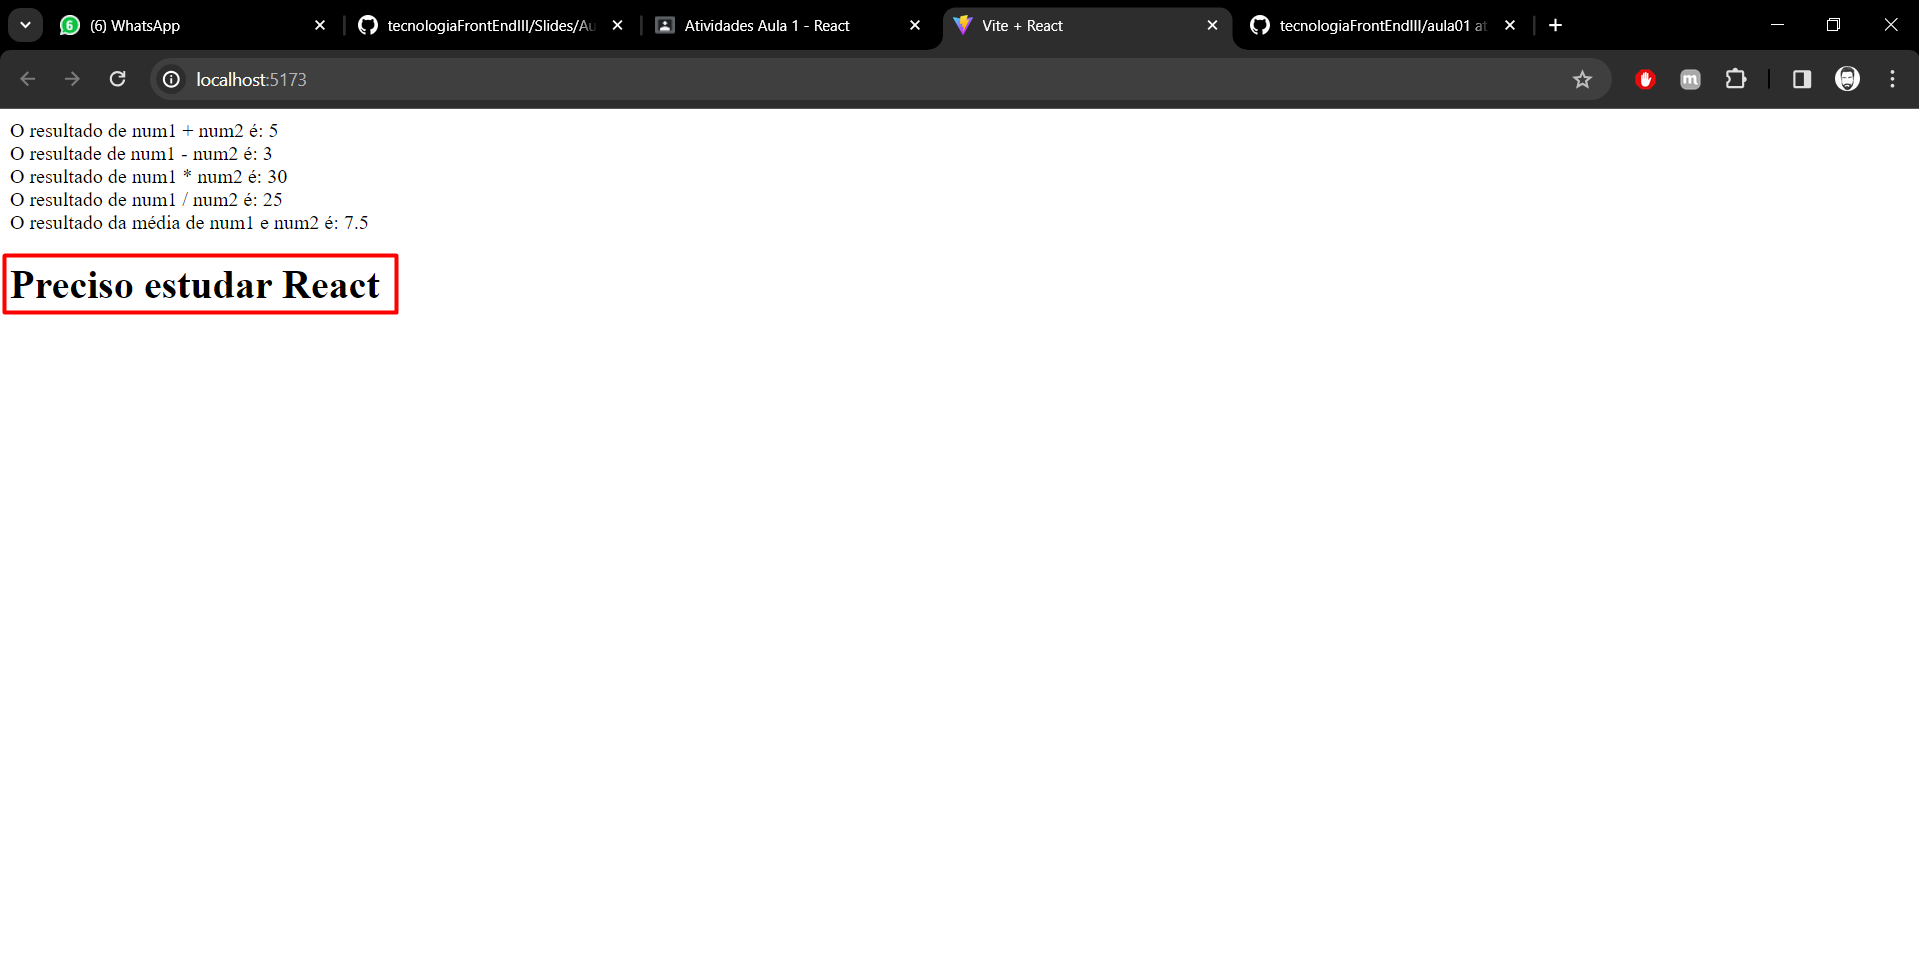 (6) WhatsApp
tecnologiaFrontEndIII/Slides/Au
Atividades Aula 1 - React
Vite + React
tecnologiaFrontEndIII/aula01 at
localhost:5173
O resultado de num1 + num2 é: 5
O resultade de num1 - num2 é: 3
O resultado de num1 * num2 é: 30
O resultado de num1 / num2 é: 25
O resultado da média de num1 e num2 é: 7.5
Preciso estudar React